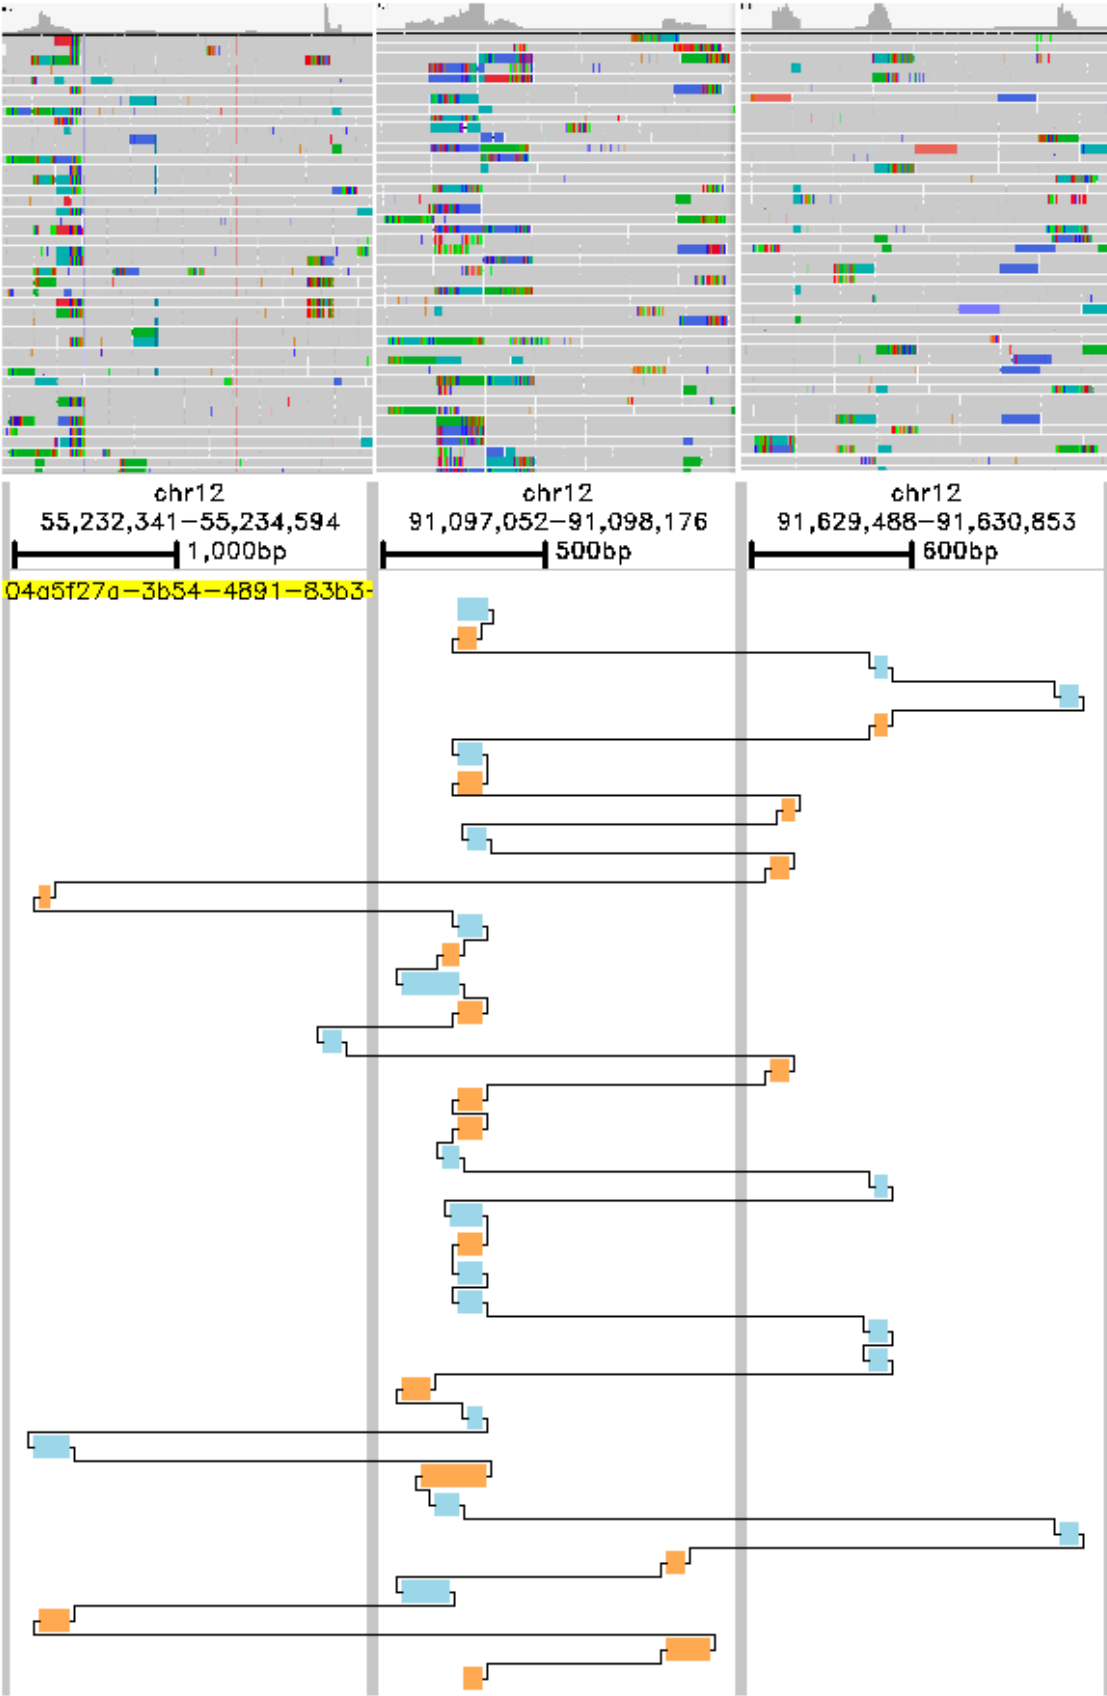 chr12
55,232,341-55,234,594
1,000bp
chr12
91,097,052-91,098,176
500bp
chr12
91,629,488-91,630,853
600bp
04a5f27a-3b54-4891-83b3-